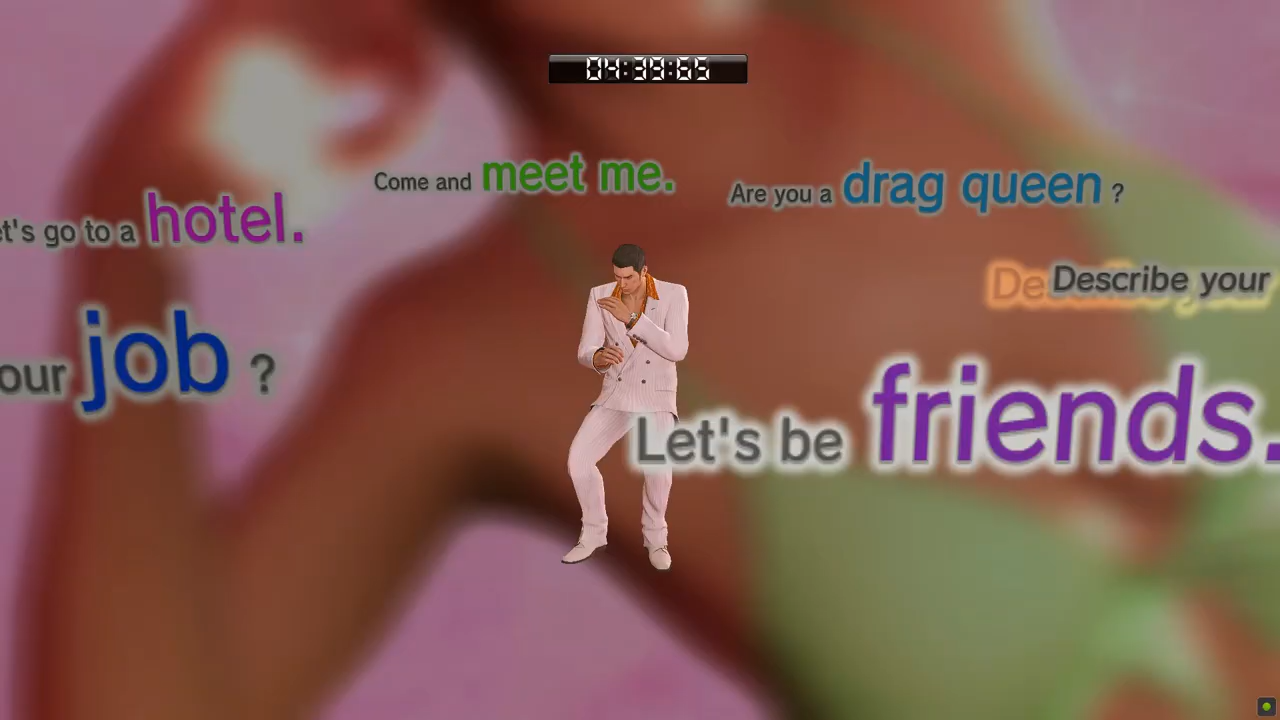 04:38:65
Come and meet me.
Are you a drag queen ?
et's go to a hotel.
Describe your
our job ?
Let's be friends.